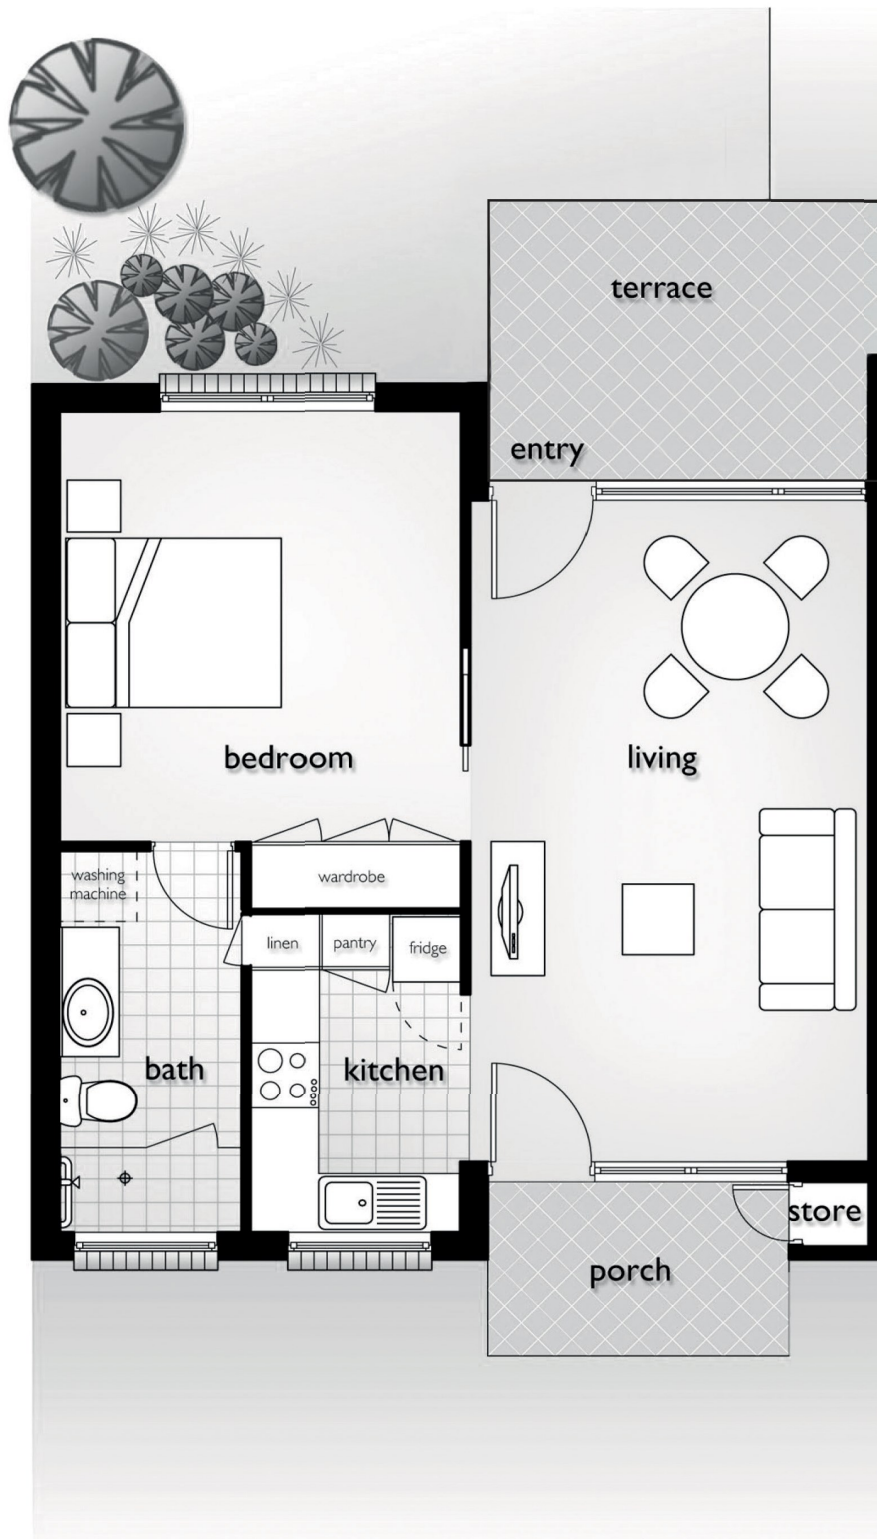 terrace
entry
bedroom
living
washing
machine
wardrobe
linen
pantry
fridge
bath
kitchen
store
porch